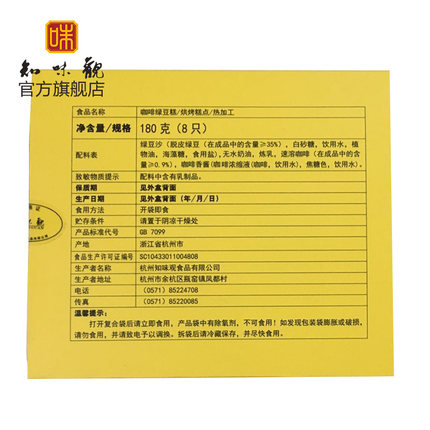 味
知味觀
官方旗舰店
食品名称 咖啡绿豆糕/烘烤糕点/热加工
净含量/规格 180克（8只）
配料表 绿豆沙（脱皮绿豆（在成品中的含量≥35%），白砂糖，饮用水，植
物油，海藻糖，食用盐），无水奶油，炼乳，速溶咖啡（在成品中的含
量≥0.9%），咖啡香酱（咖啡浓缩液（咖啡，饮用水），焦糖色，饮用水）。
致敏物质提示 配料中含有乳制品。
保质期 见外盒背面
生产日期 见外盒背面（年/月/日）
食用方法 开袋即食
贮存条件 请置于阴凉干燥处
产品标准代号 GB 7099
产地 浙江省杭州市
食品生产许可证编号 SC10433011004808
生产者名称 杭州知味观食品有限公司
生产者地址 杭州市余杭区瓶窑镇凤都村
电话 （0571）85224708
传真 （0571）85220085
温馨提示：
打开复合袋后请立即食用，产品袋中有除氧剂，不可食用！如发现包装袋膨胀或破损，
请勿食用，并请致电予以调换。拆袋后请冷藏保存，并尽快食用。